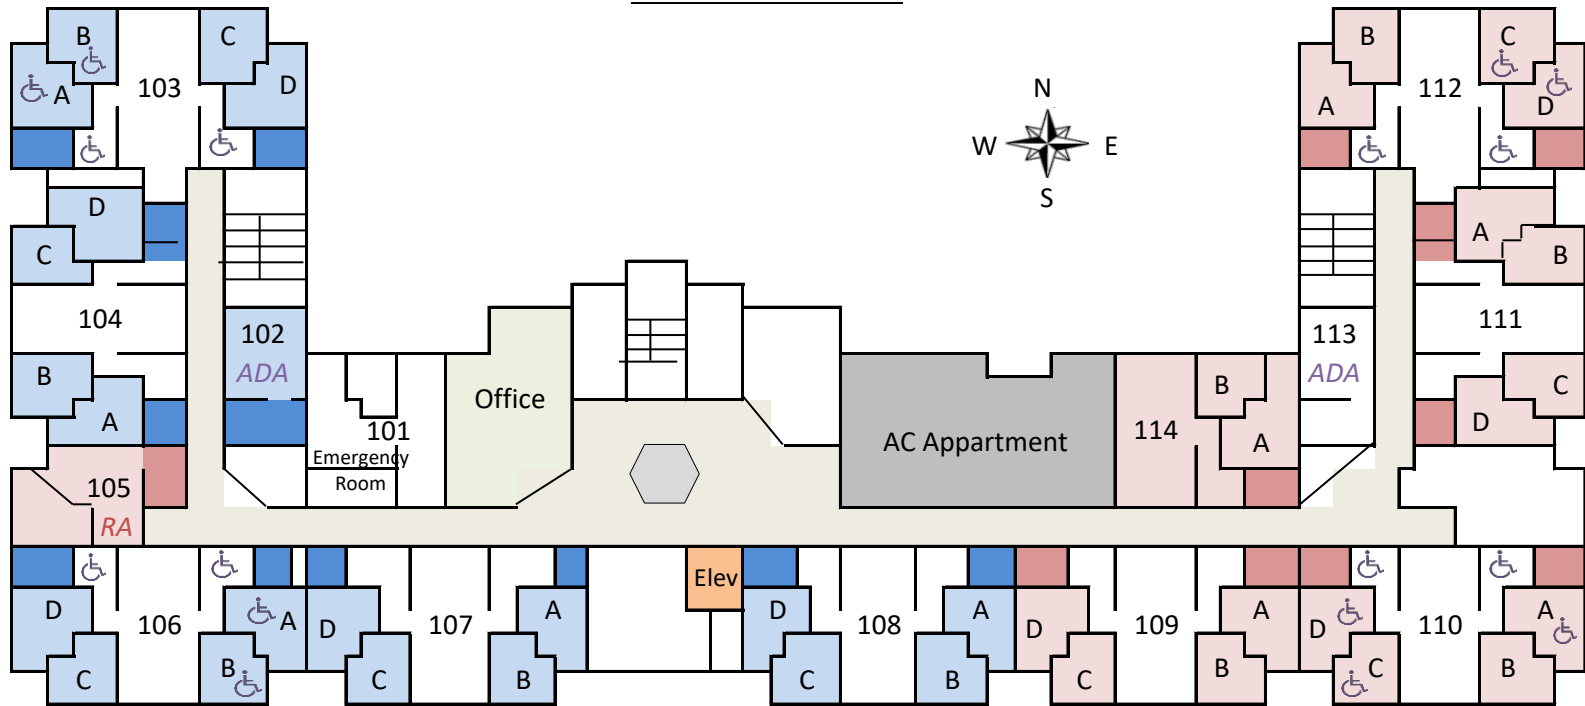 B
C
B
C
A
103
D
A
112
D
N
W
E
S
D
A
C
B
104
102
113
111
ADA
ADA
B
Office
B
C
A
101
AC Appartment
114
A
D
Emergency
Room
105
RA
Elev
D
A
D
A
D
A
D
A
D
A
106
107
108
109
110
C
B
C
B
C
B
C
B
C
B